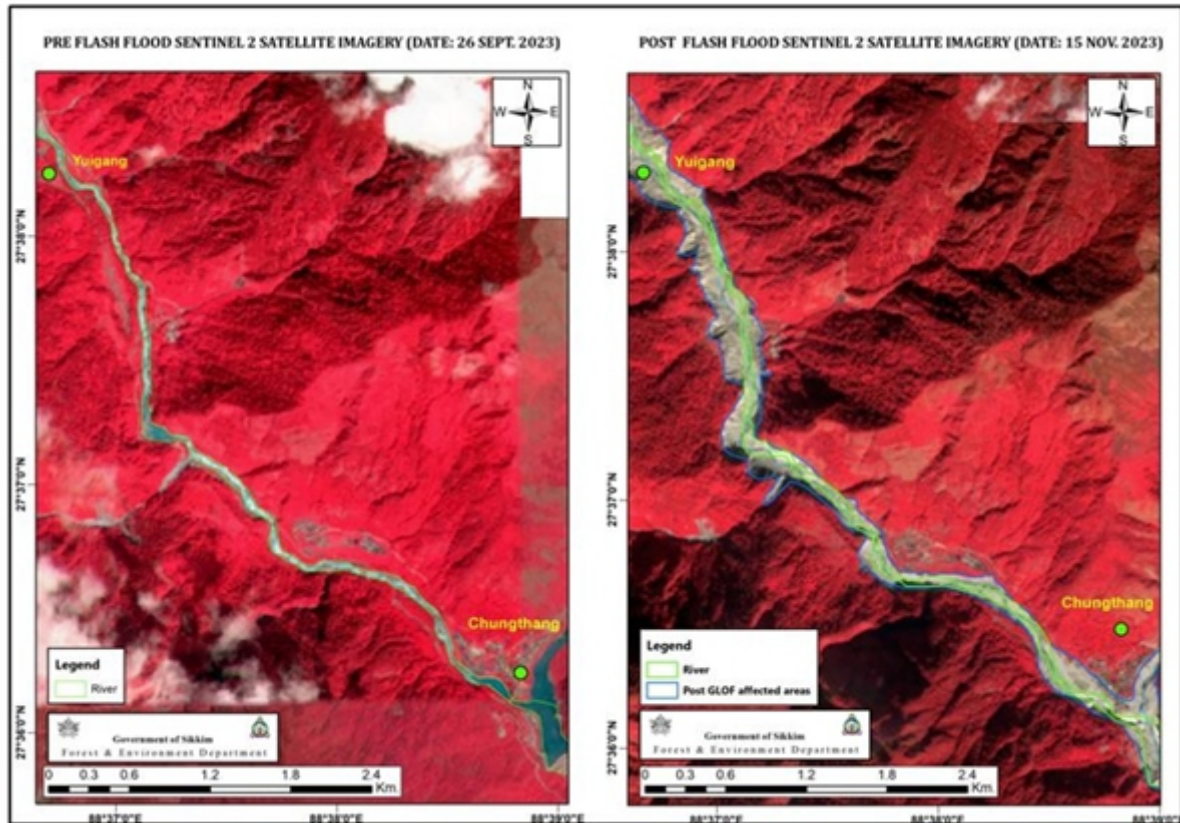 PRE FLASH FLOOD SENTINEL 2 SATELLITE IMAGERY (DATE: 26 SEPT. 2023)
N
W E
S
Yuigang
27°38'0"N
27°37'0"N
27°36'0"N
Chungthang
Legend
River
Government of Sikkim
Forest & Environment Department
0 0.3 0.6 1.2 1.8 2.4
Km.
88°37'0"E 88°38'0"E 88°39'0"E
POST FLASH FLOOD SENTINEL 2 SATELLITE IMAGERY (DATE: 15 NOV. 2023)
N
W E
S
Yuigang
27°38'0"N
27°37'0"N
27°36'0"N
Chungthang
Legend
River
Post GLOF affected areas
Government of Sikkim
Forest & Environment Department
0 0.3 0.6 1.2 1.8 2.4
Km.
88°37'0"E 88°38'0"E 88°39'0"E